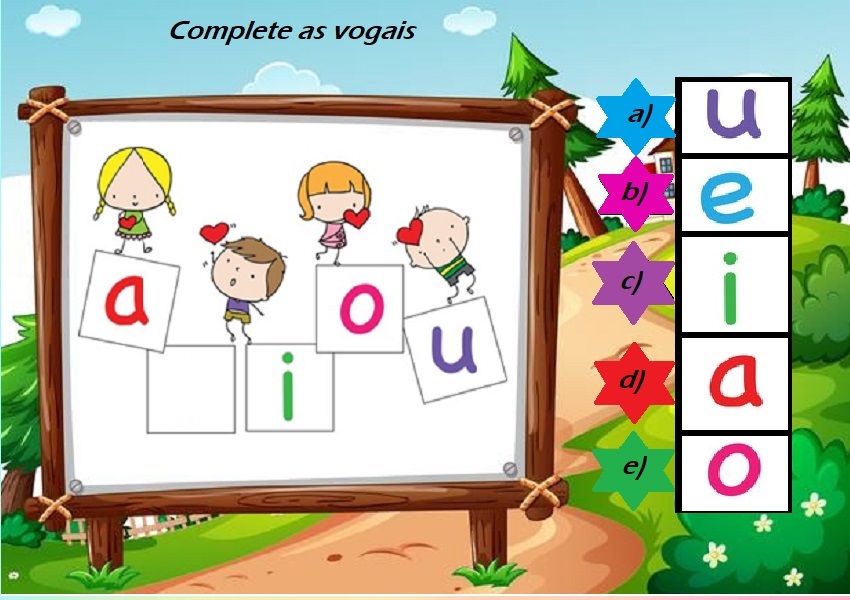 Complete as vogais
a
i
o
u
a) u
b) e
c) i
d) a
e) o